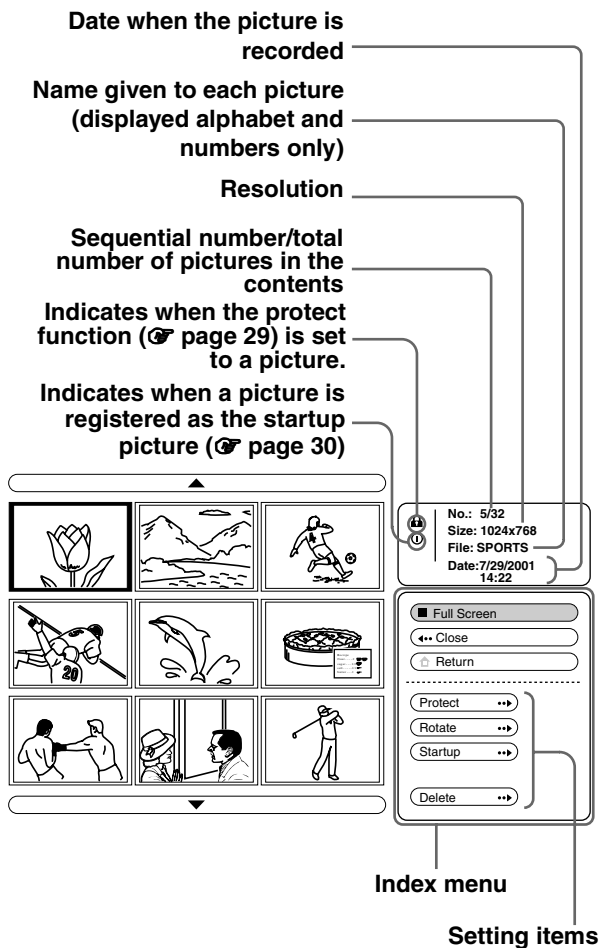 Date when the picture is
recorded
Name given to each picture
(displayed alphabet and
numbers only)
Resolution
Sequential number/total
number of pictures in the
contents
Indicates when the protect
function (☞ page 29) is set
to a picture.
Indicates when a picture is
registered as the startup
picture (☞ page 30)
No.: 5/32
Size: 1024x768
File: SPORTS
Date:7/29/2001
14:22
4
20
Full Screen
Close
Return
Protect
Rotate
Startup
Delete
Index menu
Setting items